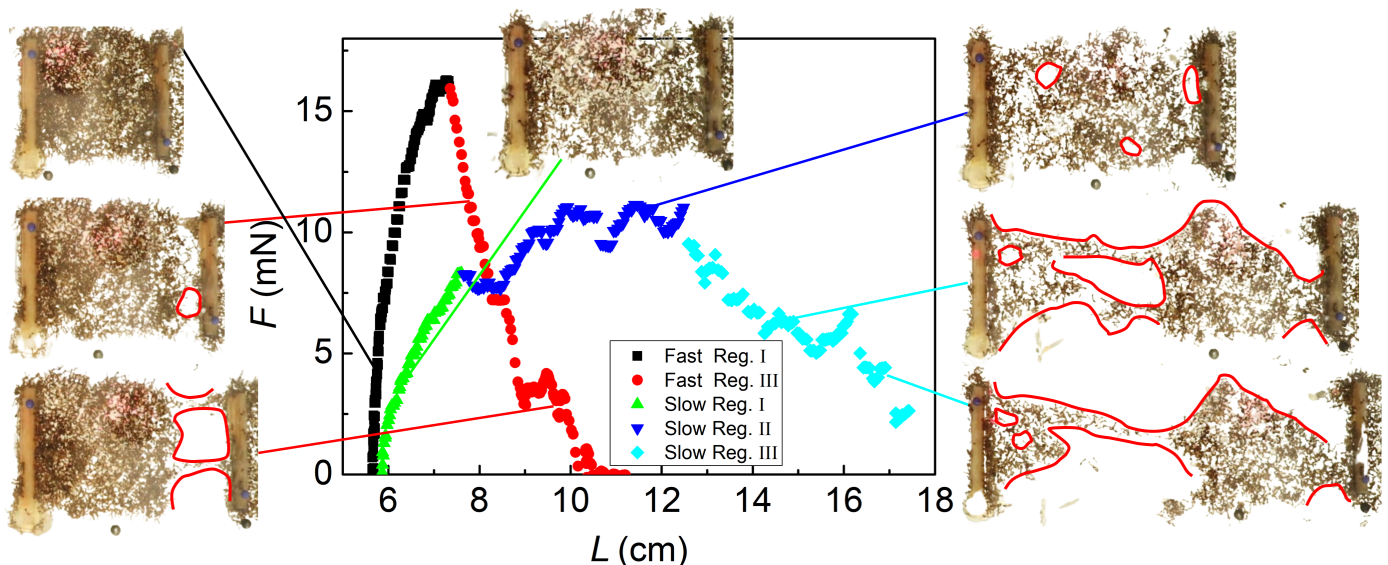 15
10
5
0
F (mN)
6 8 10 12 14 16 18
L (cm)
Fast Reg. I
Fast Reg. III
Slow Reg. I
Slow Reg. II
Slow Reg. III